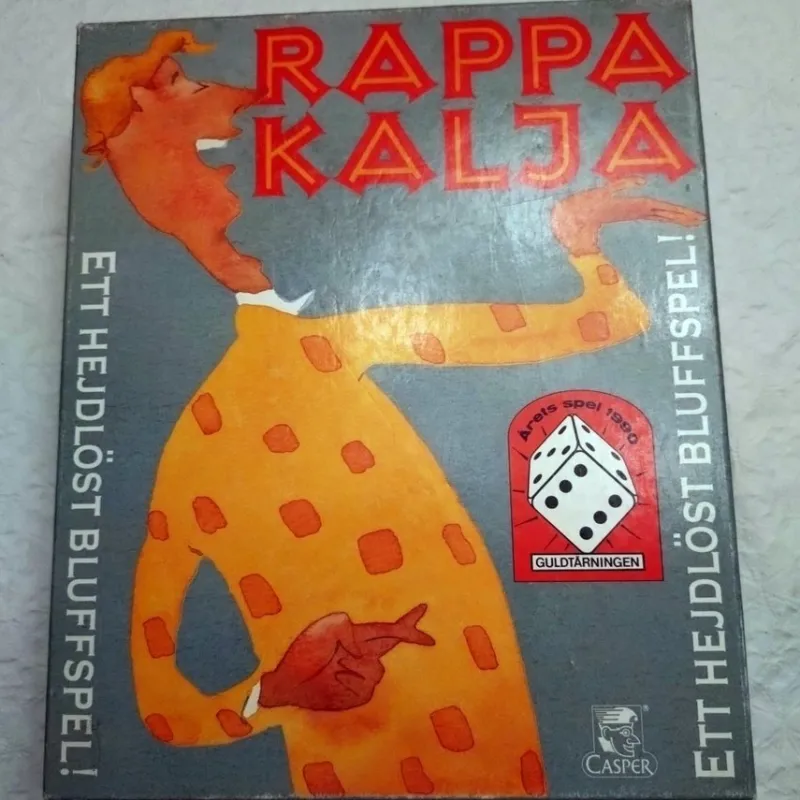 RAPPA
KALJA
ETT HEJDLÖST BLUFFSPEL!
ETT HEJDLÖST BLUFFSPEL!
Årets spel 1990
GULDTÄRNINGEN
CASPER
®